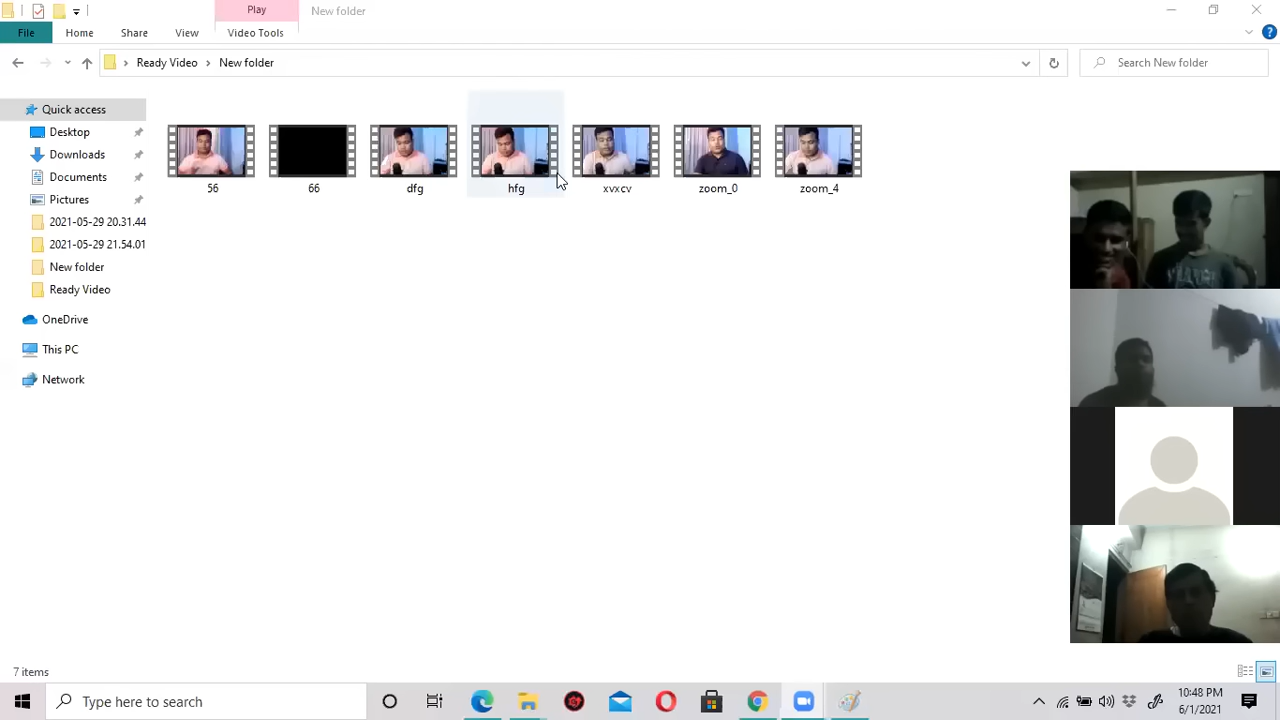 Play
New folder
File
Home
Share
View
Video Tools
Ready Video
New folder
Search New folder
Quick access
Desktop
Downloads
Documents
Pictures
2021-05-29 20.31.44
2021-05-29 21.54.01
New folder
Ready Video
OneDrive
This PC
Network
56
66
dfg
hfg
xvxcv
zoom_0
zoom_4
7 items
Type here to search
10:48 PM
6/1/2021